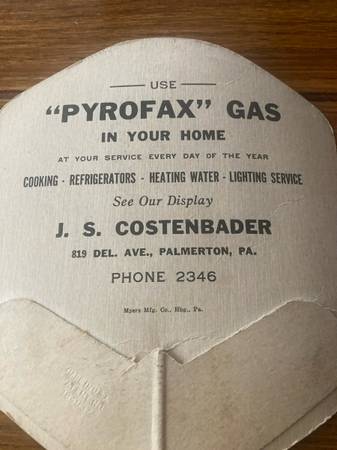 USE
"PYROFAX" GAS
IN YOUR HOME
AT YOUR SERVICE EVERY DAY OF THE YEAR
COOKING - REFRIGERATORS - HEATING WATER - LIGHTING SERVICE
See Our Display
J. S. COSTENBADER
819 DEL. AVE., PALMERTON, PA.
PHONE 2346
Myers Mfg. Co., Hbg., Pa.